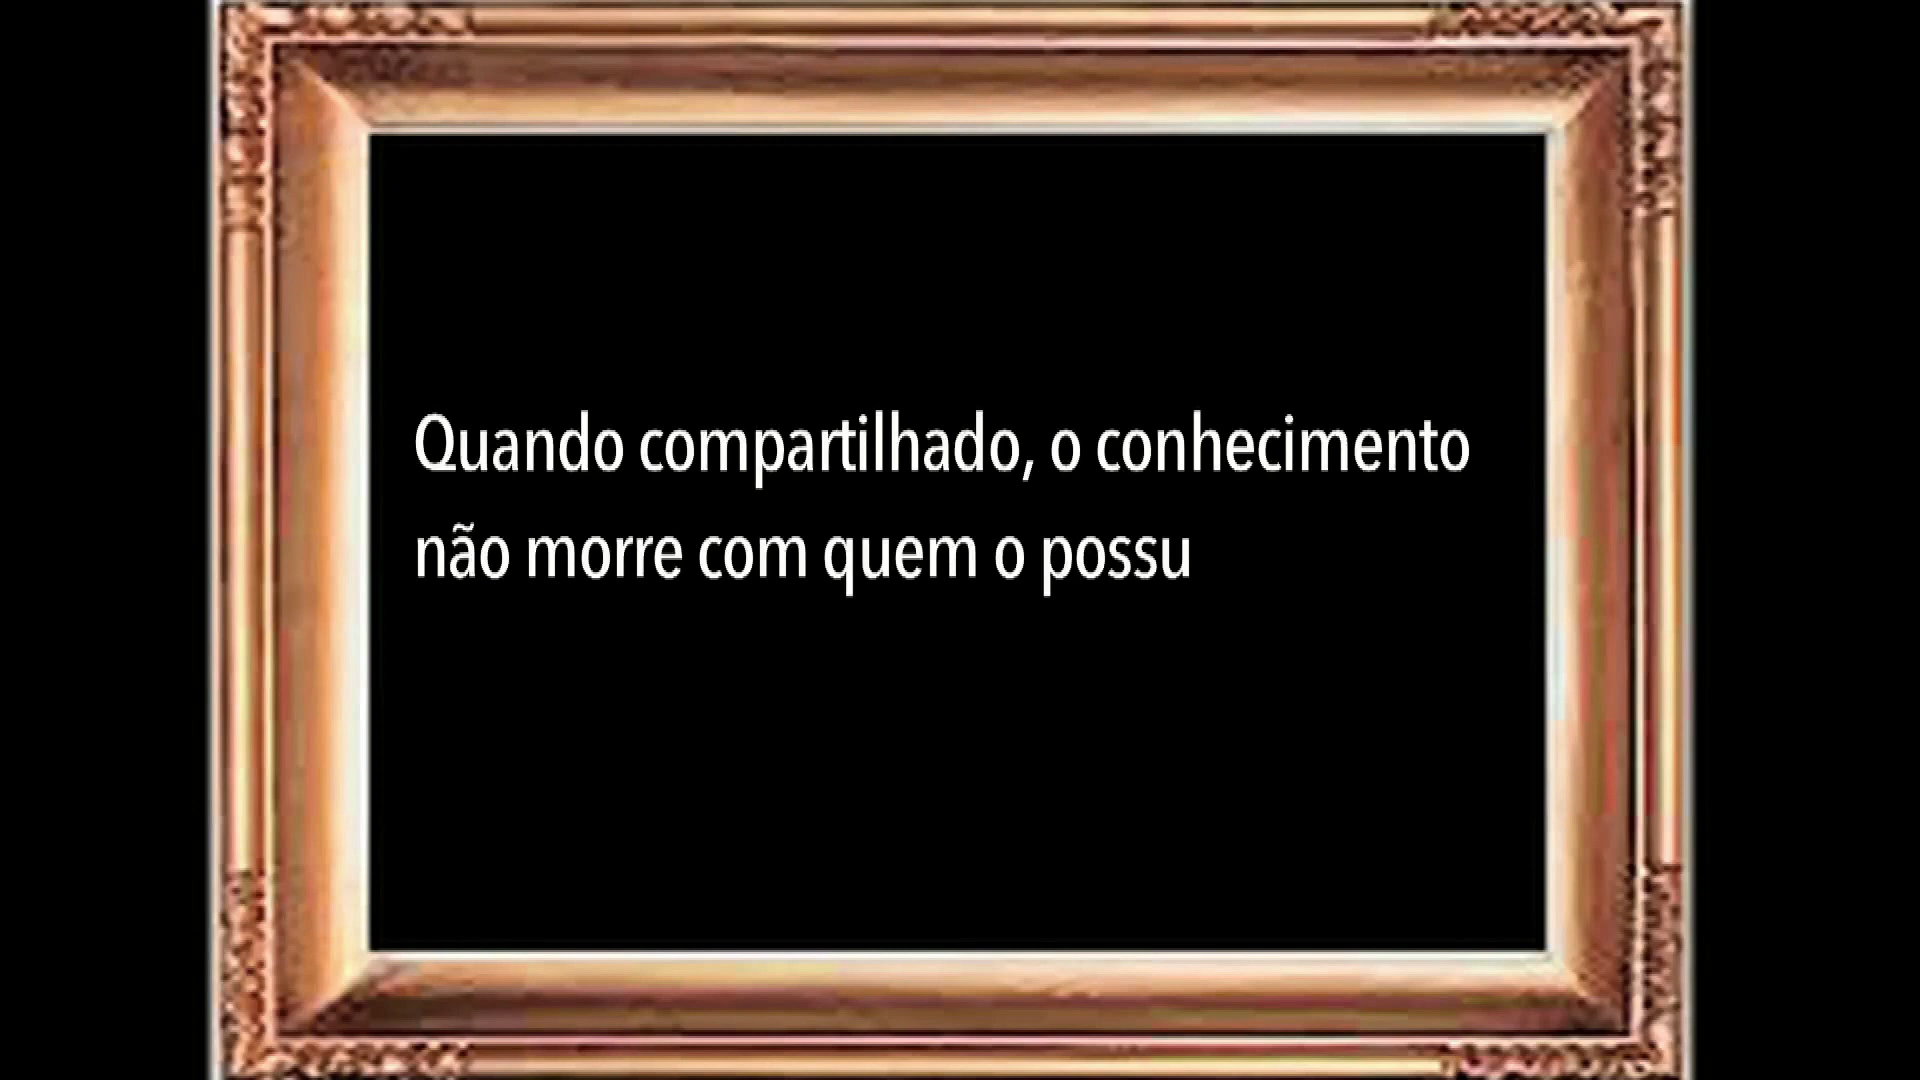 Quando compartilhado, o conhecimento
não morre com quem o possu